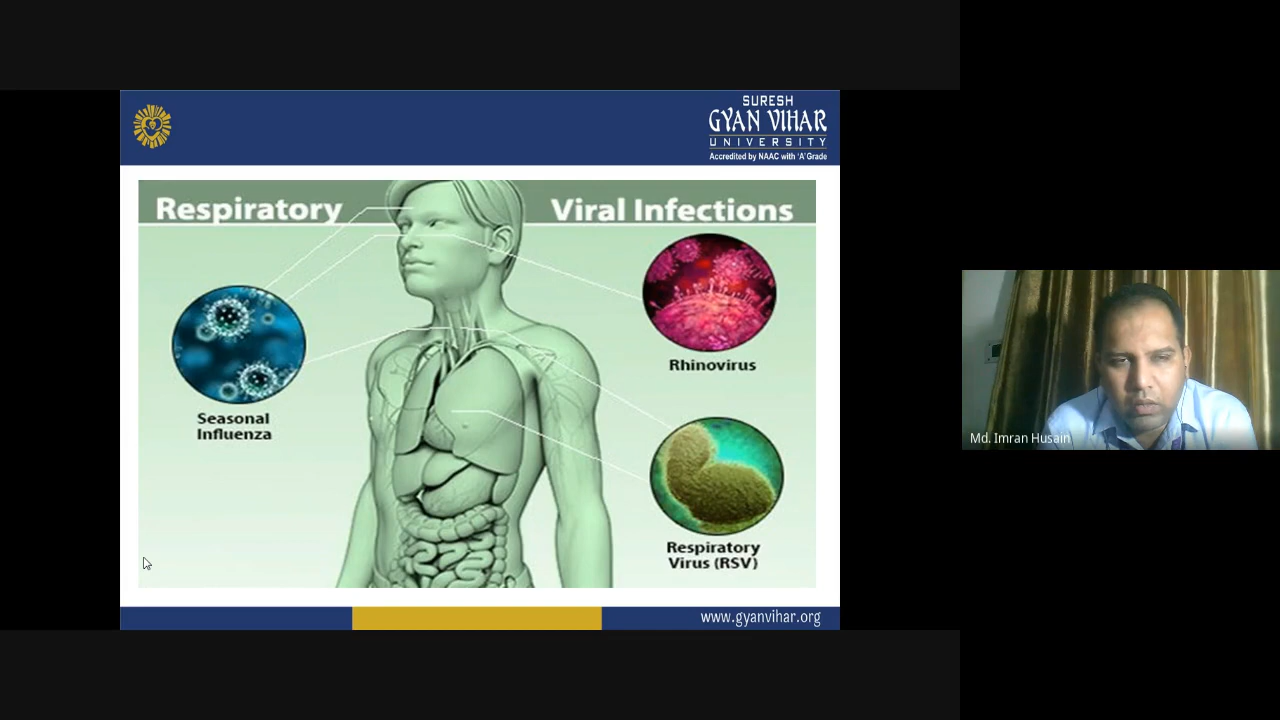 SURESH
GYAN VIHAR
UNIVERSITY
Accredited by NAAC with 'A' Grade
Respiratory Viral Infections
Rhinovirus
Seasonal
Influenza
Respiratory
Virus (RSV)
www.gyanvihar.org
Md. Imran Husain